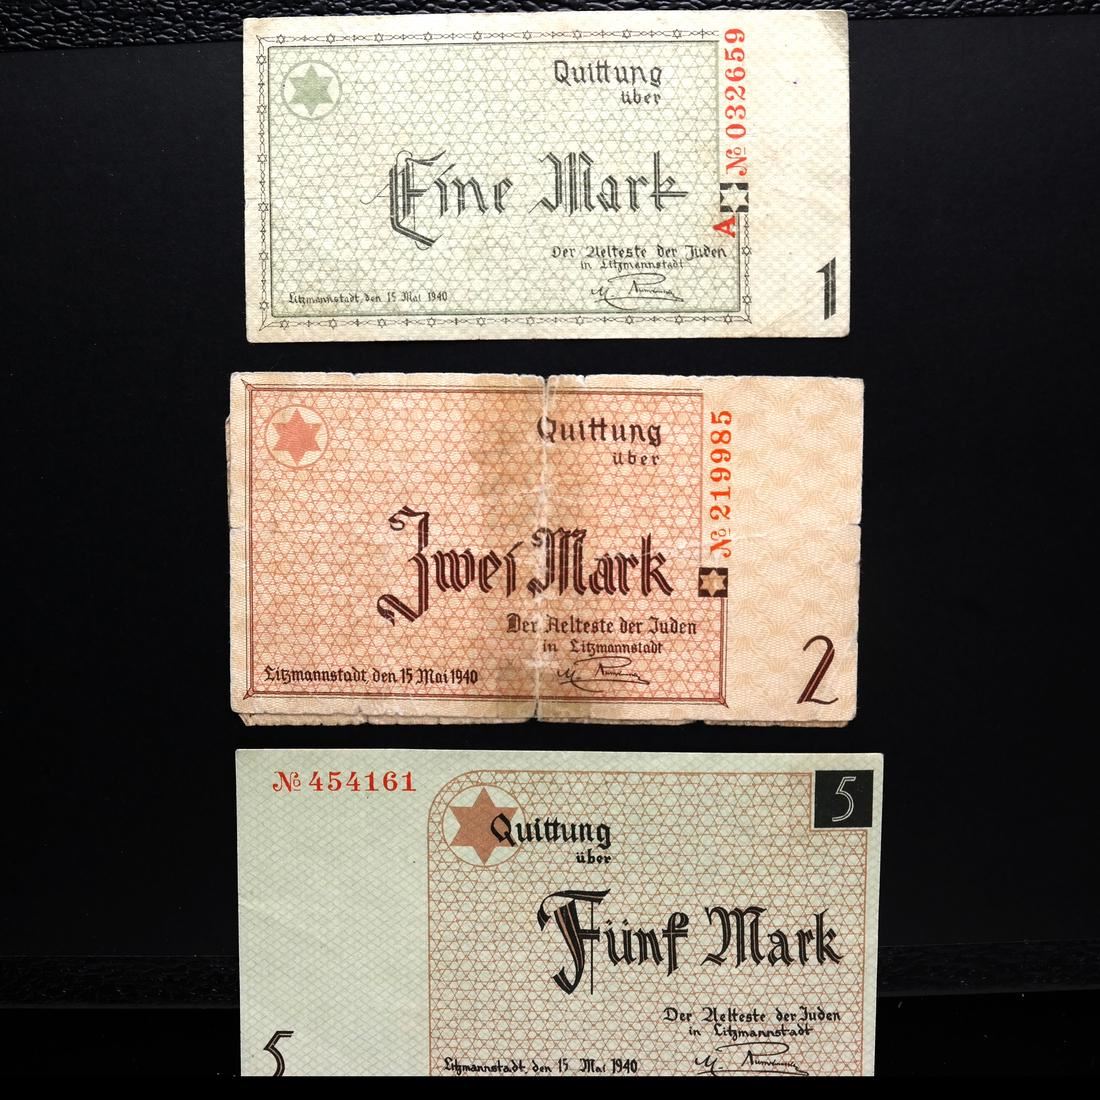 Quittung
über
Eine Mark
Der Aelteste der Juden
in Litzmannstadt
Litzmannstadt, den 15 Mai 1940
№ 032659
A
1
Quittung
über
Zwei Mark
Der Aelteste der Juden
in Litzmannstadt
Litzmannstadt, den 15 Mai 1940
№ 219985
2
№ 454161
5
Quittung
über
Fünf Mark
Der Aelteste der Juden
in Litzmannstadt
Litzmannstadt, den 15 Mai 1940
5